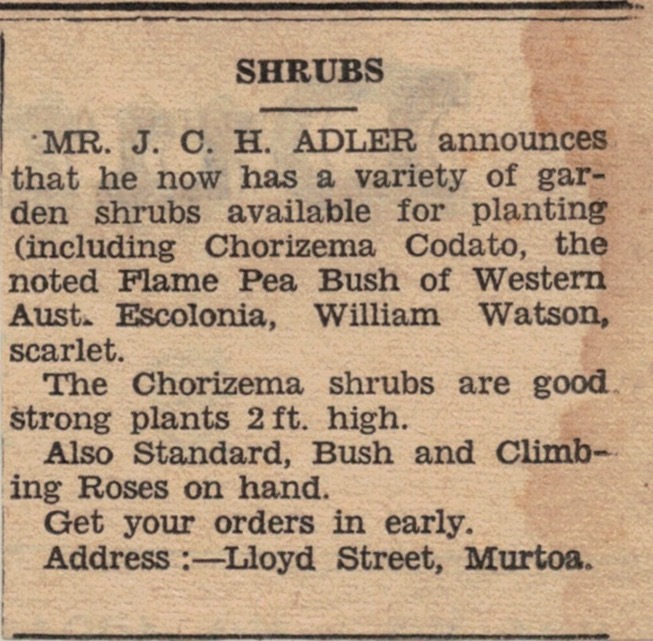 SHRUBS
MR. J. C. H. ADLER announces
that he now has a variety of gar-
den shrubs available for planting
(including Chorizema Codato, the
noted Flame Pea Bush of Western
Aust. Escolonia, William Watson,
scarlet.
The Chorizema shrubs are good
strong plants 2 ft. high.
Also Standard, Bush and Climb-
ing Roses on hand.
Get your orders in early.
Address :—Lloyd Street, Murtoa.